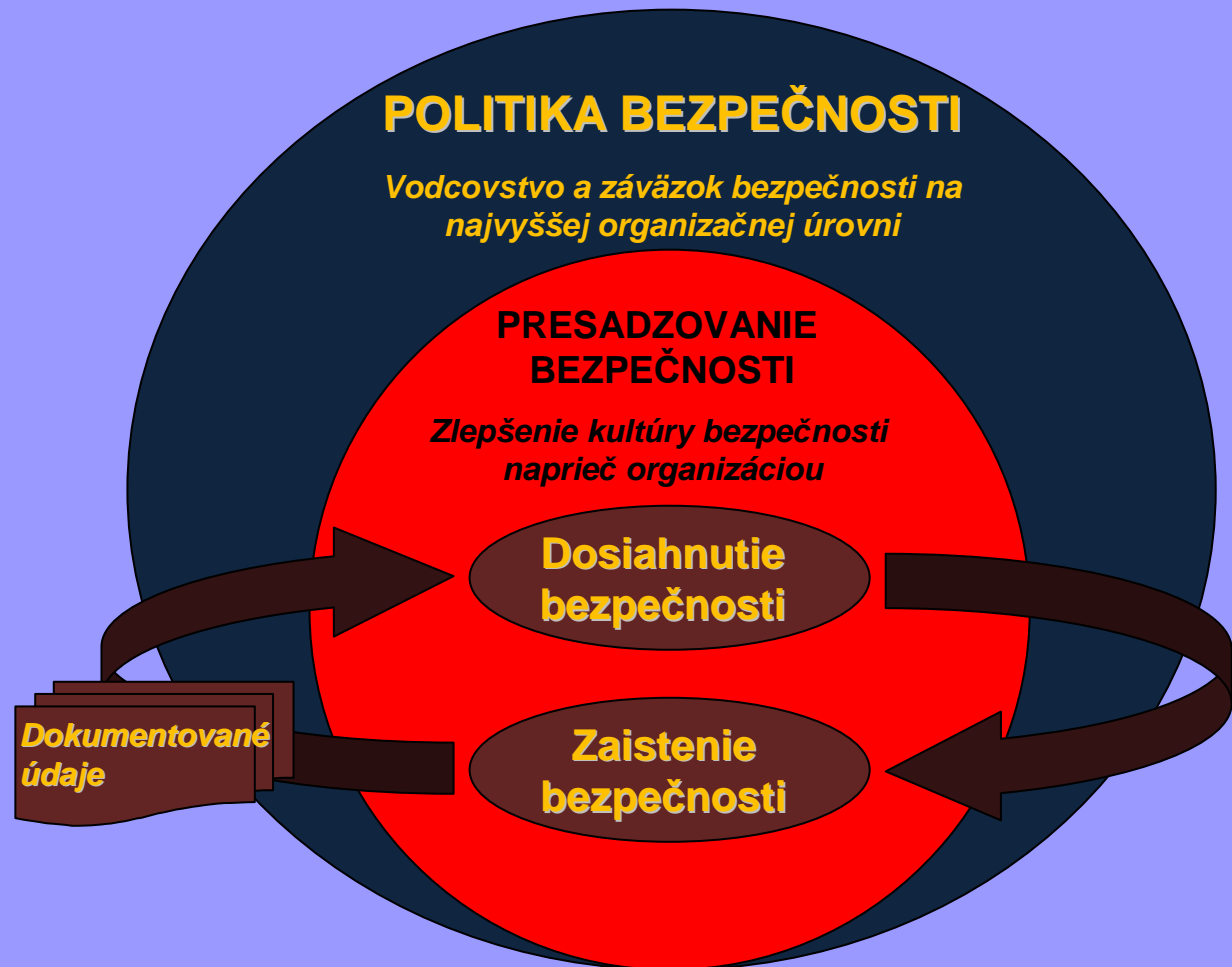 POLITIKA BEZPEČNOSTI
Vodcovstvo a záväzok bezpečnosti na
najvyššej organizačnej úrovni
PRESADZOVANIE
BEZPEČNOSTI
Zlepšenie kultúry bezpečnosti
naprieč organizáciou
Dosiahnutie
bezpečnosti
Dokumentované
údaje
Zaistenie
bezpečnosti